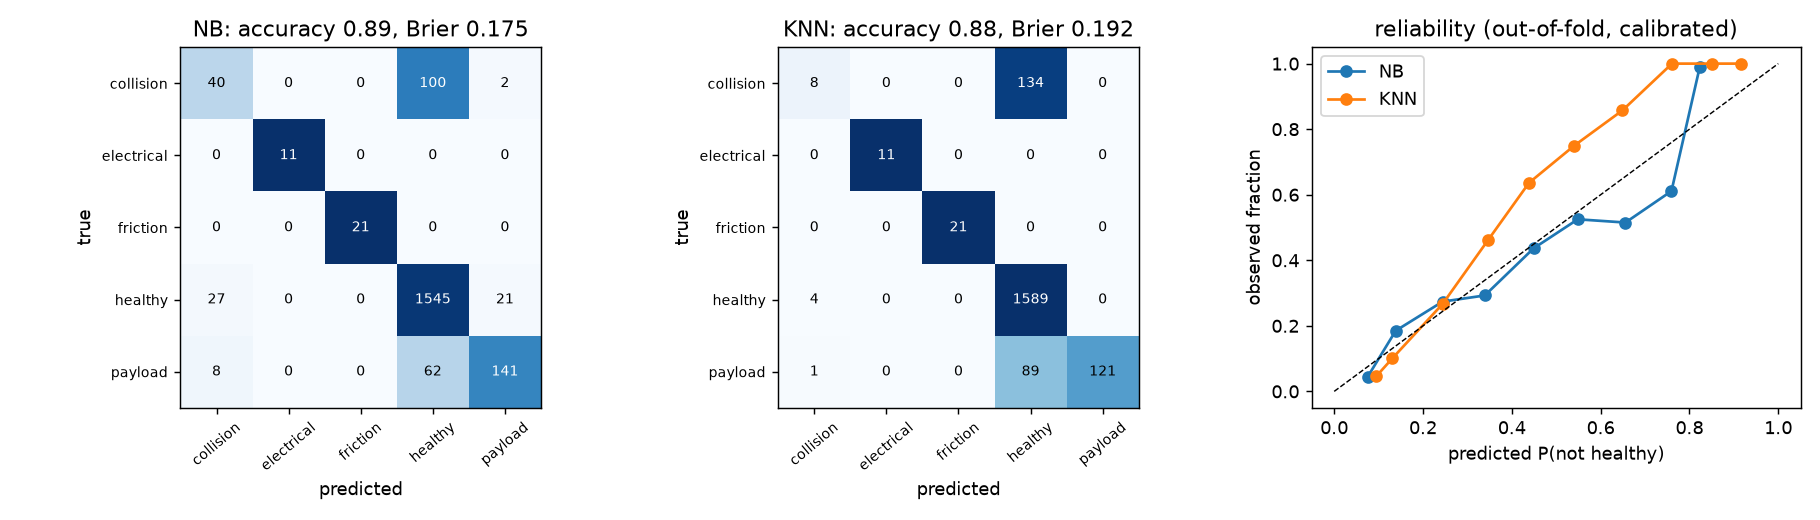 NB: accuracy 0.89, Brier 0.175
true
collision
electrical
friction
healthy
payload
40 0 0 100 2
0 11 0 0 0
0 0 21 0 0
27 0 0 1545 21
8 0 0 62 141
collision electrical friction healthy payload
predicted
KNN: accuracy 0.88, Brier 0.192
true
collision
electrical
friction
healthy
payload
8 0 0 134 0
0 11 0 0 0
0 0 21 0 0
4 0 0 1589 0
1 0 0 89 121
collision electrical friction healthy payload
predicted
reliability (out-of-fold, calibrated)
NB
KNN
observed fraction
1.0
0.8
0.6
0.4
0.2
0.0
0.0 0.2 0.4 0.6 0.8 1.0
predicted P(not healthy)